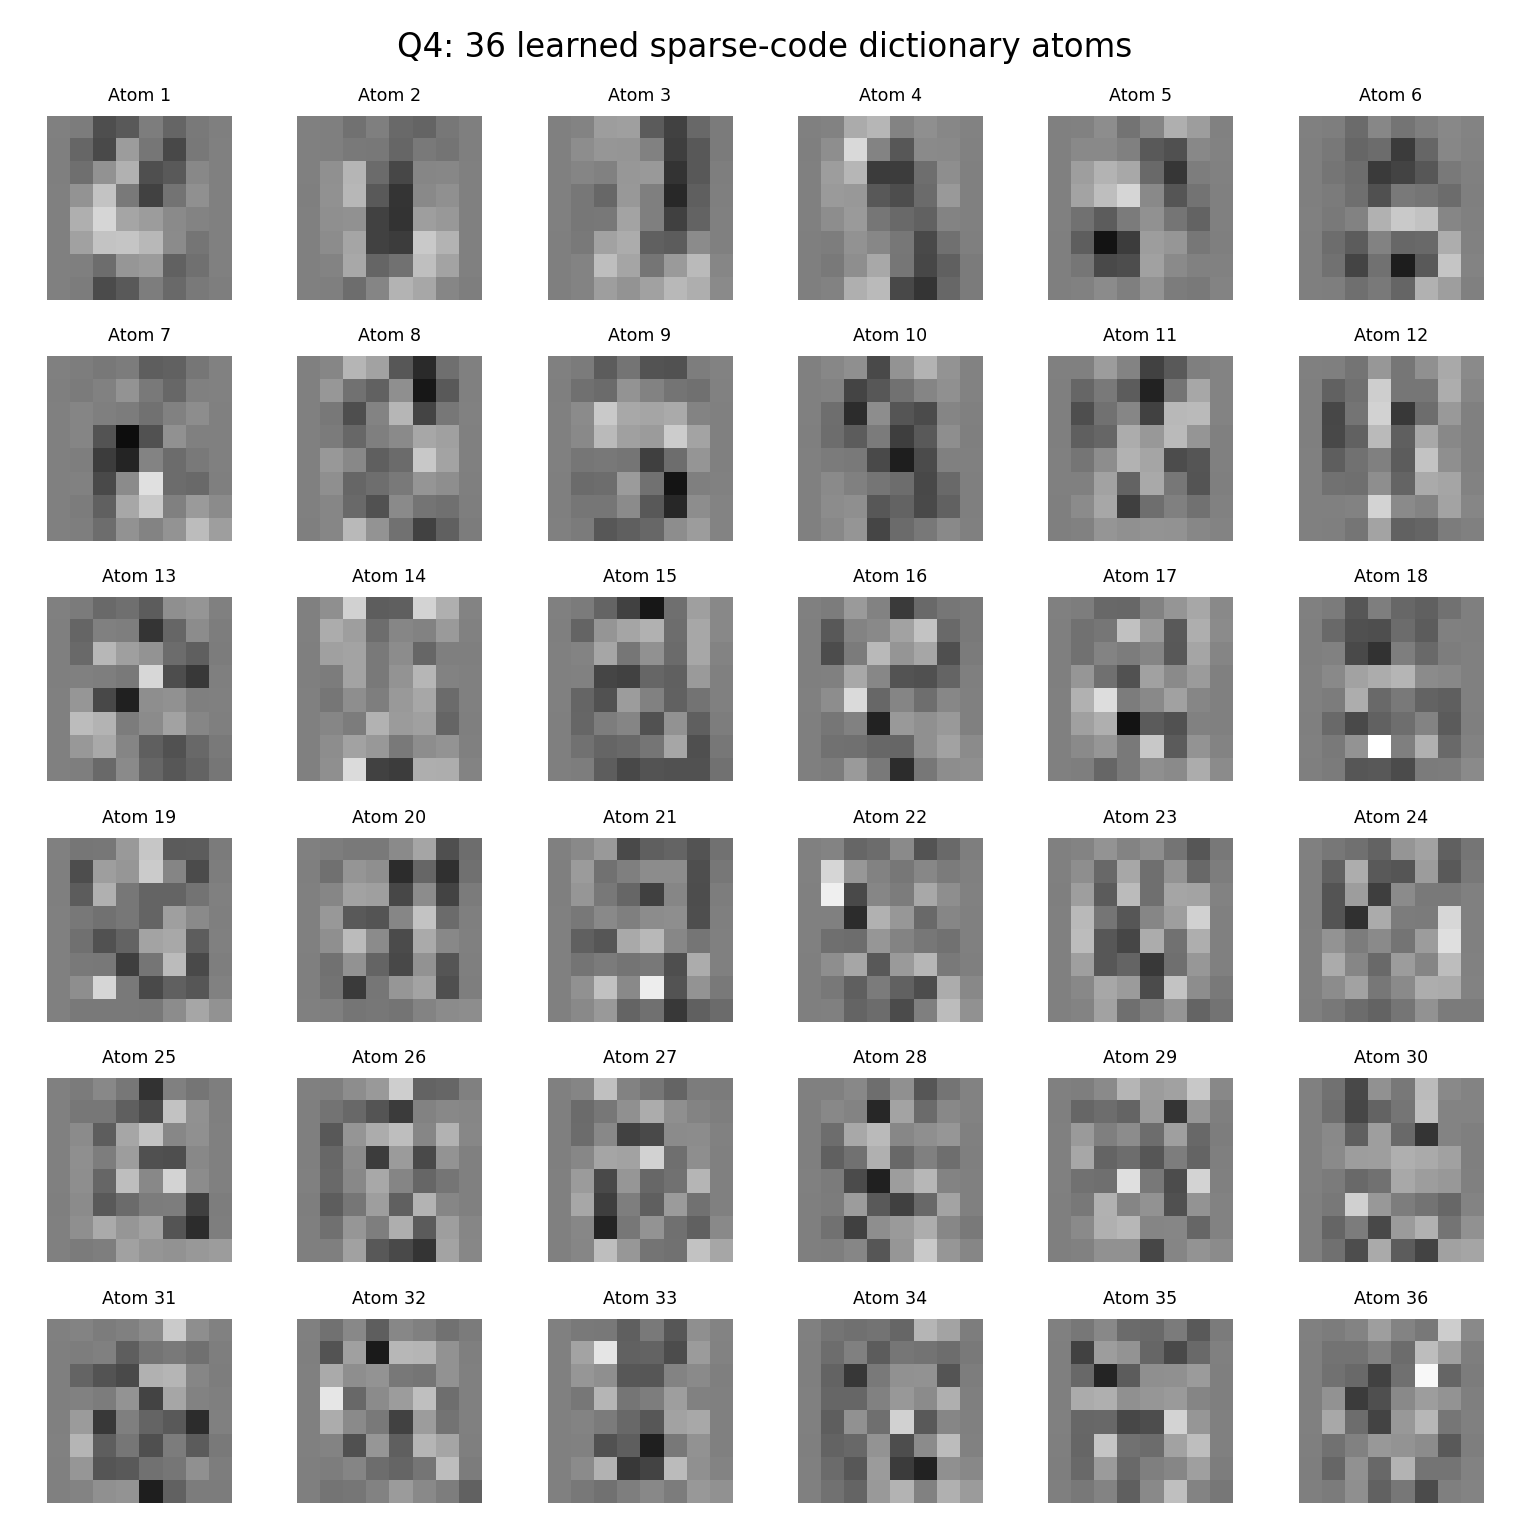 Q4: 36 learned sparse-code dictionary atoms
Atom 1 Atom 2 Atom 3 Atom 4 Atom 5 Atom 6
Atom 7 Atom 8 Atom 9 Atom 10 Atom 11 Atom 12
Atom 13 Atom 14 Atom 15 Atom 16 Atom 17 Atom 18
Atom 19 Atom 20 Atom 21 Atom 22 Atom 23 Atom 24
Atom 25 Atom 26 Atom 27 Atom 28 Atom 29 Atom 30
Atom 31 Atom 32 Atom 33 Atom 34 Atom 35 Atom 36